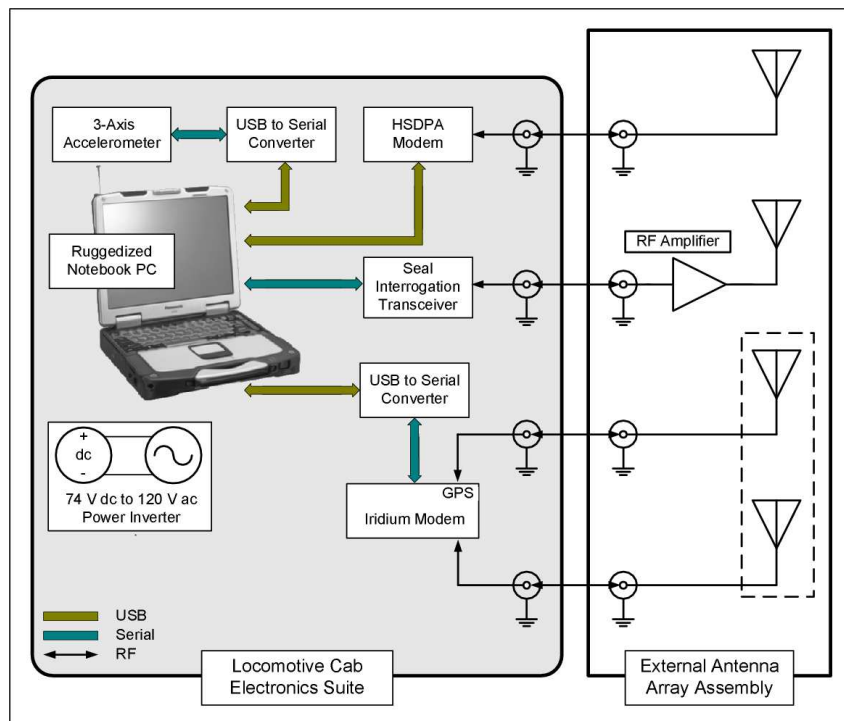 3-Axis
Accelerometer
USB to Serial
Converter
HSDPA
Modem
Ruggedized
Notebook PC
RF Amplifier
Seal
Interrogation
Transceiver
USB to Serial
Converter
+
dc
-
74 V dc to 120 V ac
Power Inverter
GPS
Iridium Modem
USB
Serial
RF
Locomotive Cab
Electronics Suite
External Antenna
Array Assembly